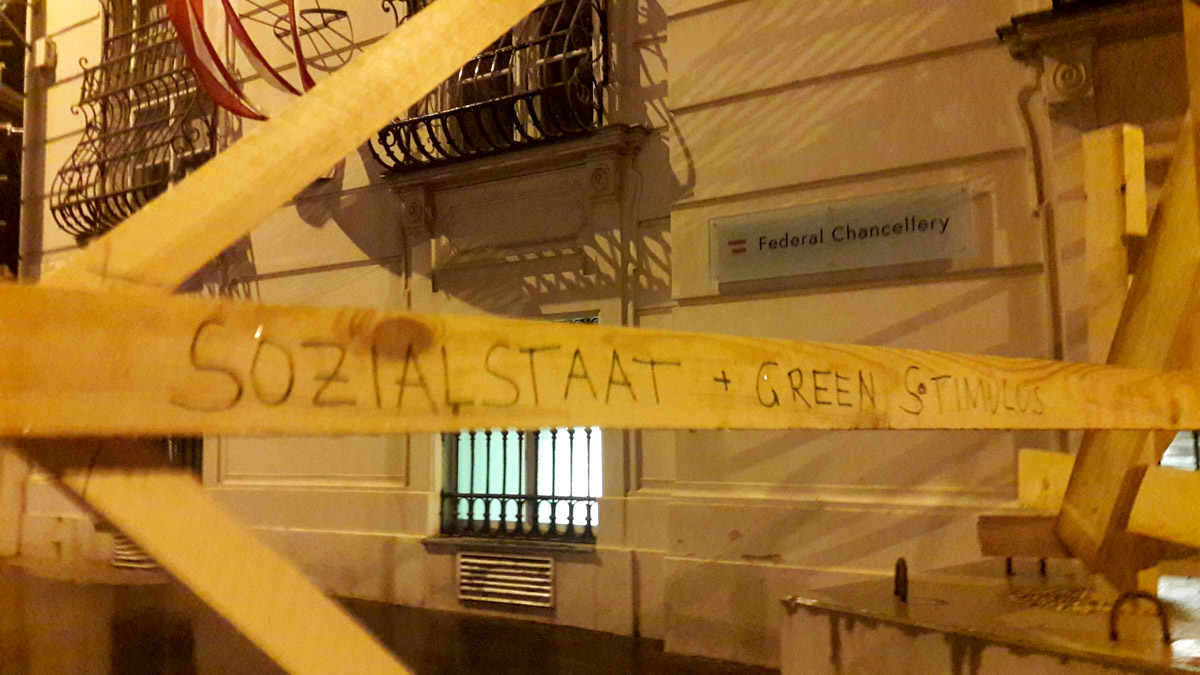 Federal Chancellery
SOZIALSTAAT + GREEN STIMULUS